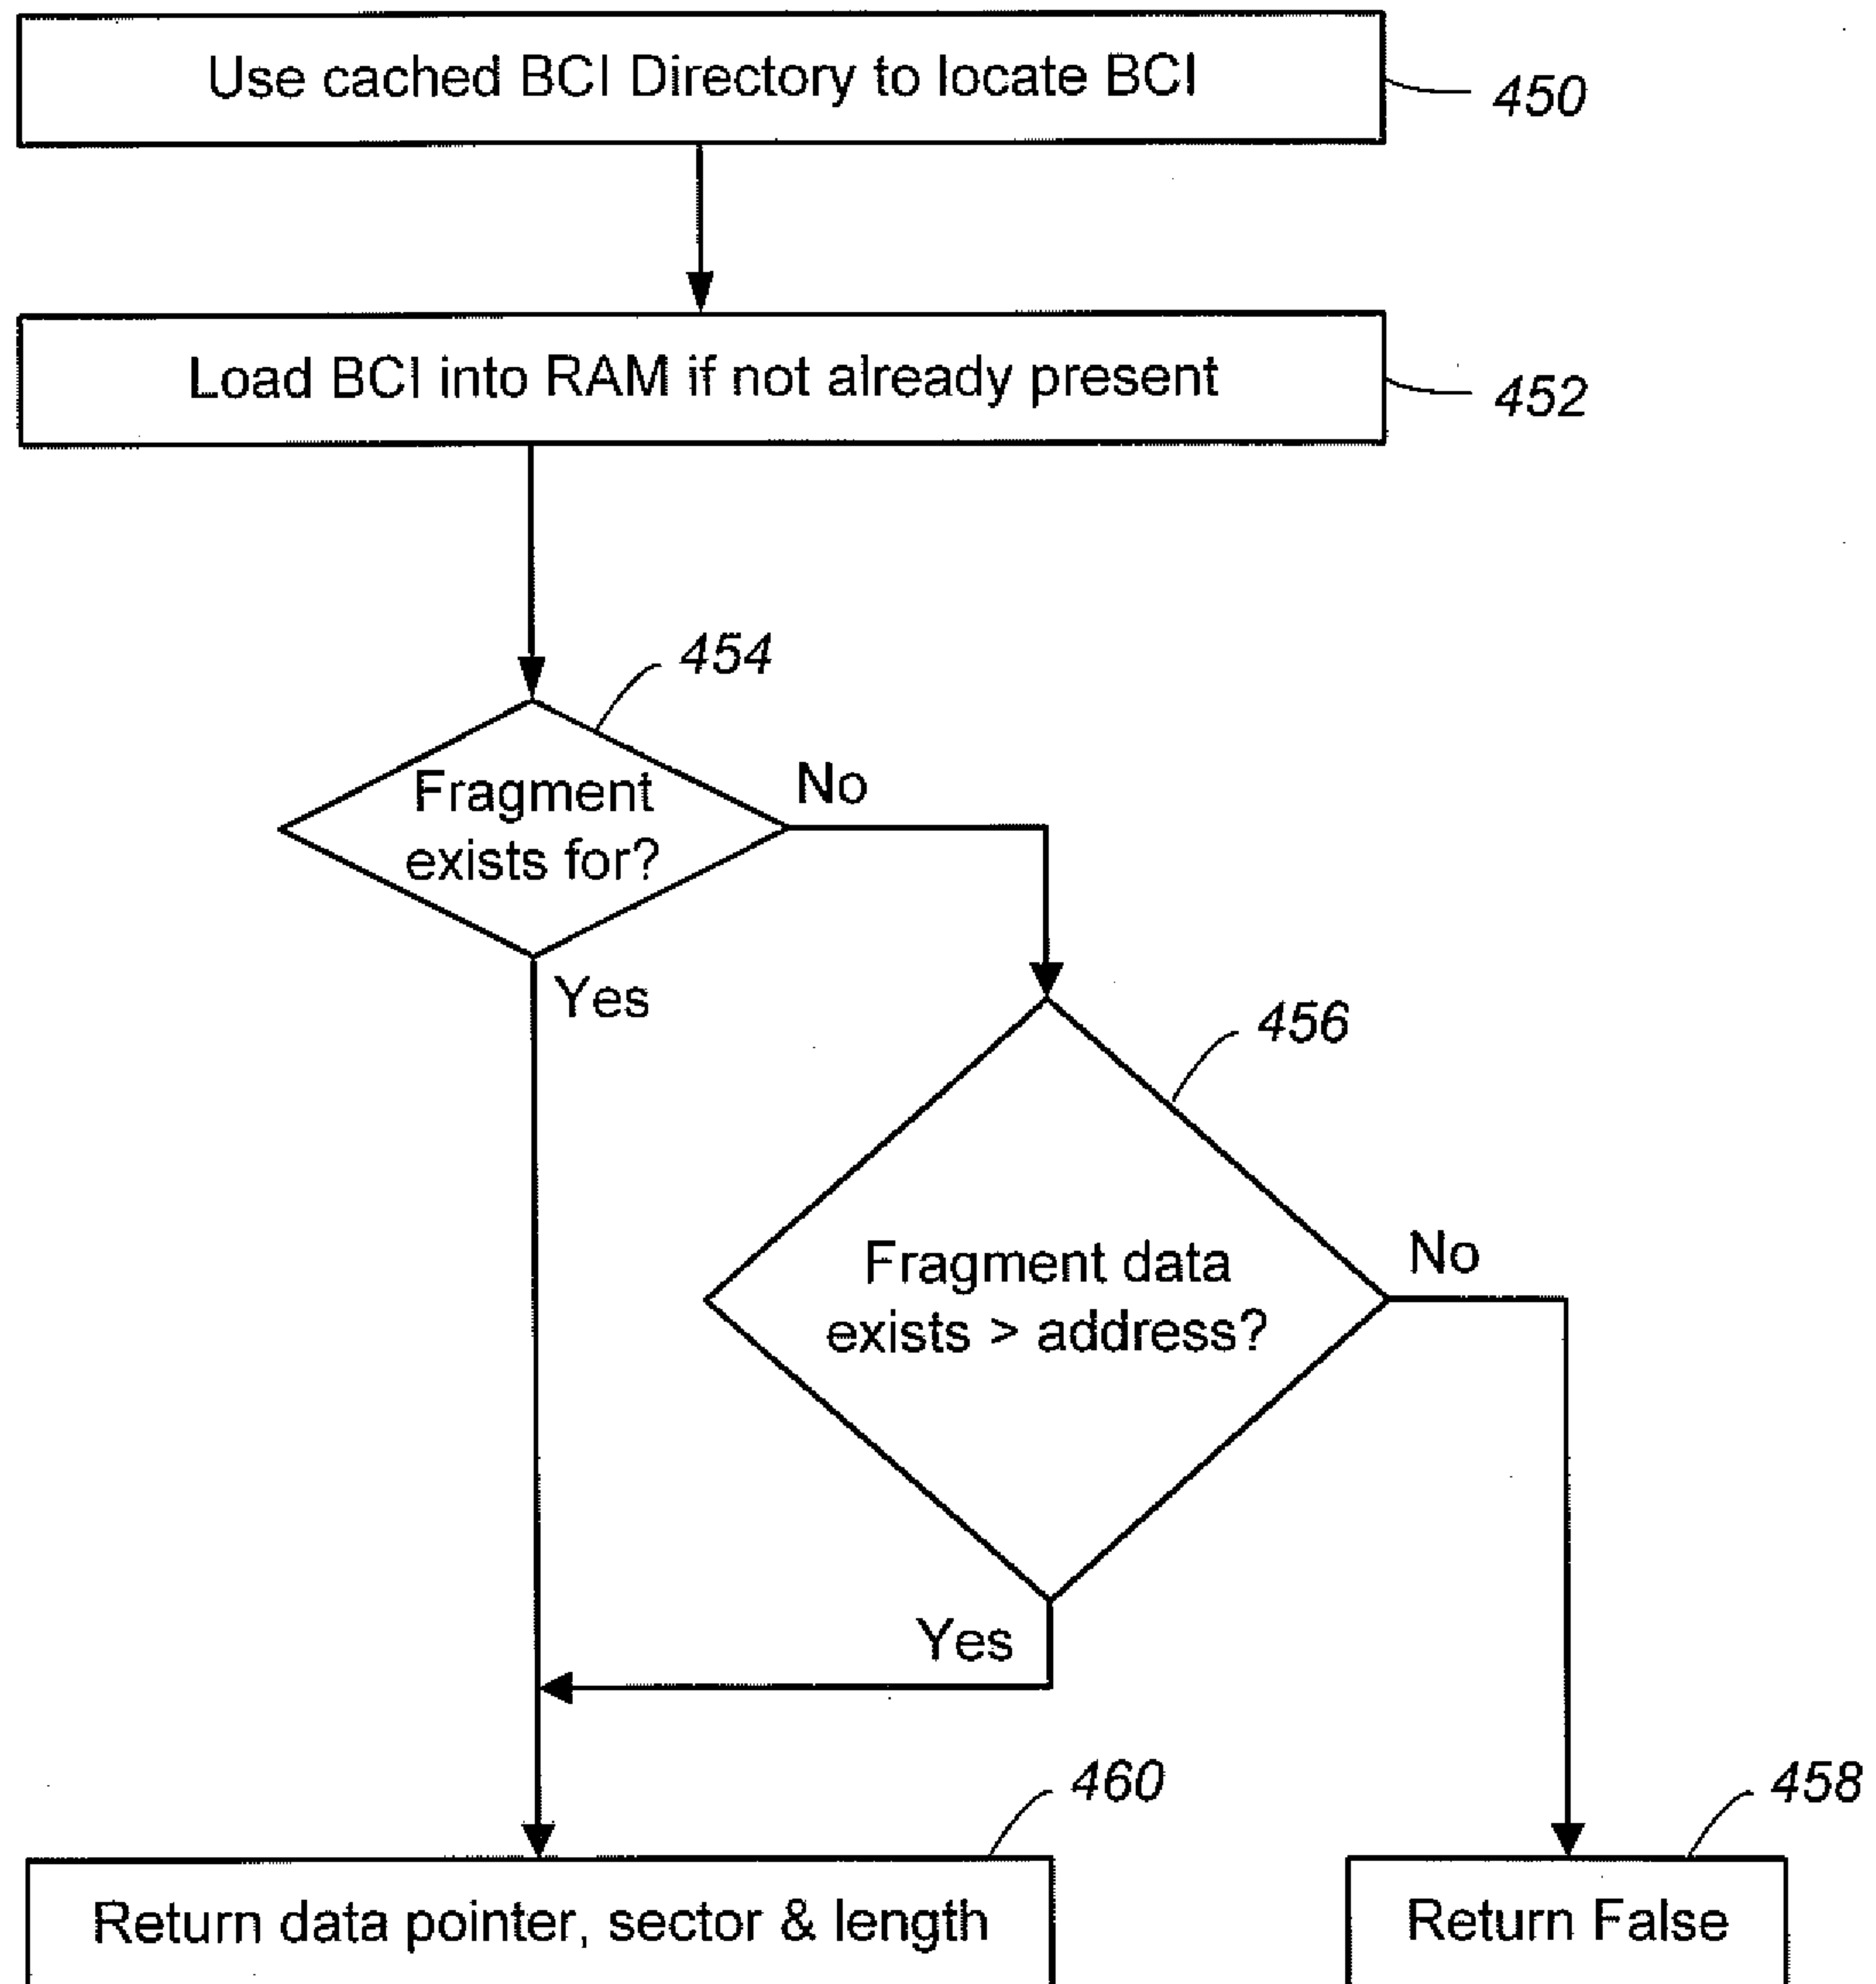 Use cached BCI Directory to locate BCI
450
Load BCI into RAM if not already present
452
454
Fragment
exists for?
No
Yes
456
Fragment data
exists > address?
No
Yes
460
458
Return data pointer, sector & length
Return False